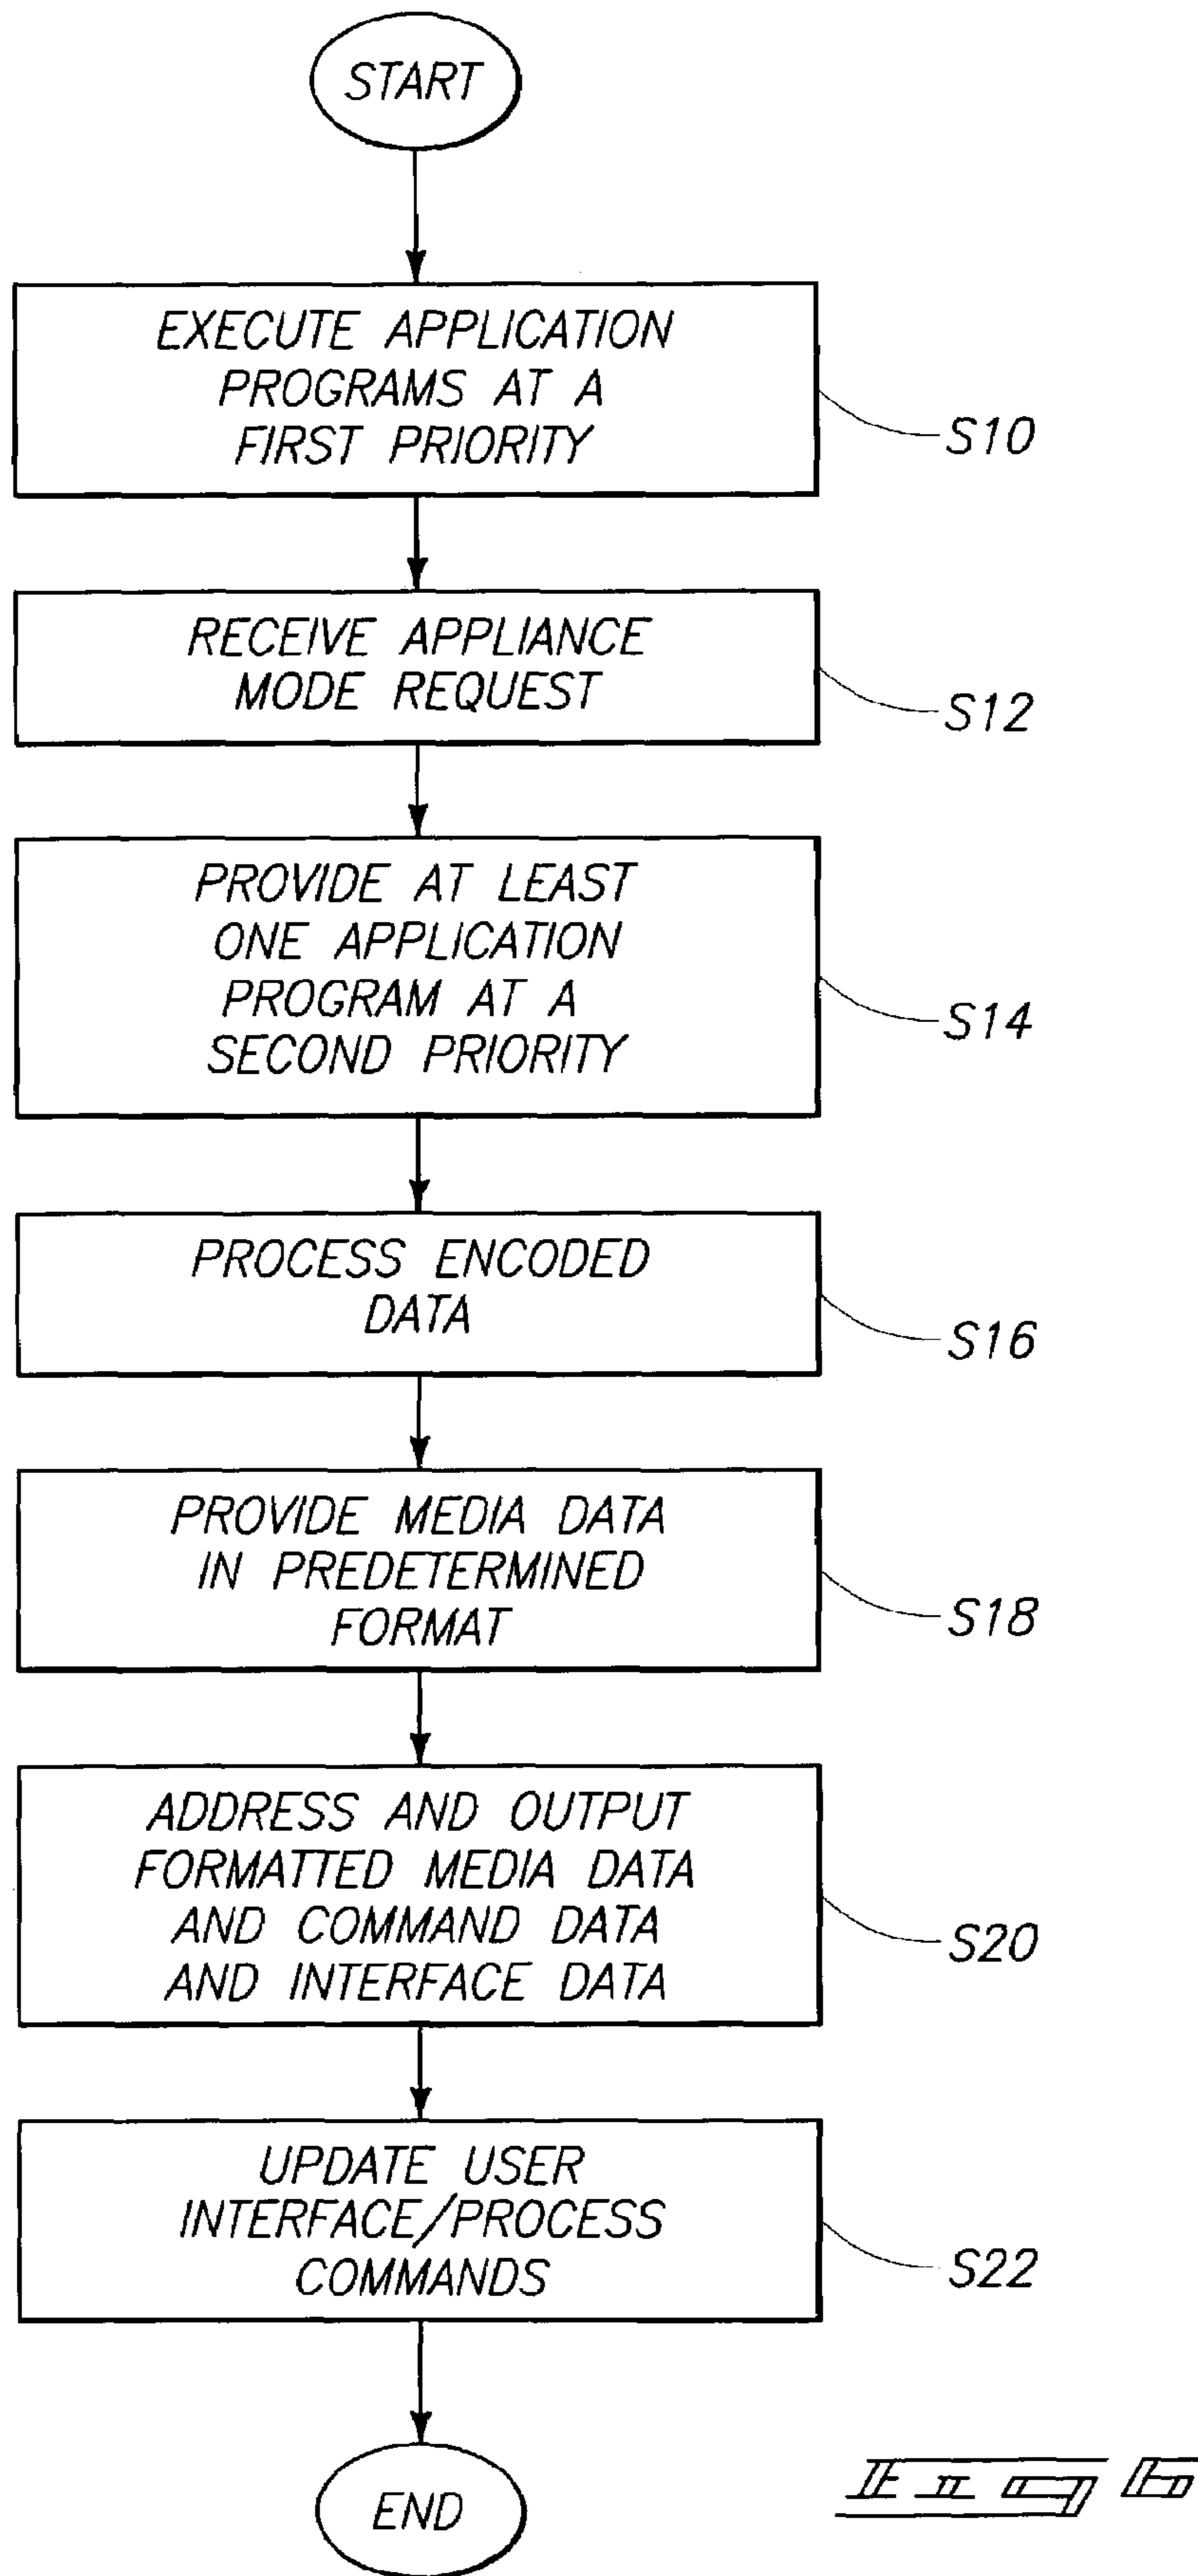 START
EXECUTE APPLICATION
PROGRAMS AT A
FIRST PRIORITY
S10
RECEIVE APPLIANCE
MODE REQUEST
S12
PROVIDE AT LEAST
ONE APPLICATION
PROGRAM AT A
SECOND PRIORITY
S14
PROCESS ENCODED
DATA
S16
PROVIDE MEDIA DATA
IN PREDETERMINED
FORMAT
S18
ADDRESS AND OUTPUT
FORMATTED MEDIA DATA
AND COMMAND DATA
AND INTERFACE DATA
S20
UPDATE USER
INTERFACE/PROCESS
COMMANDS
S22
END
Fig 6